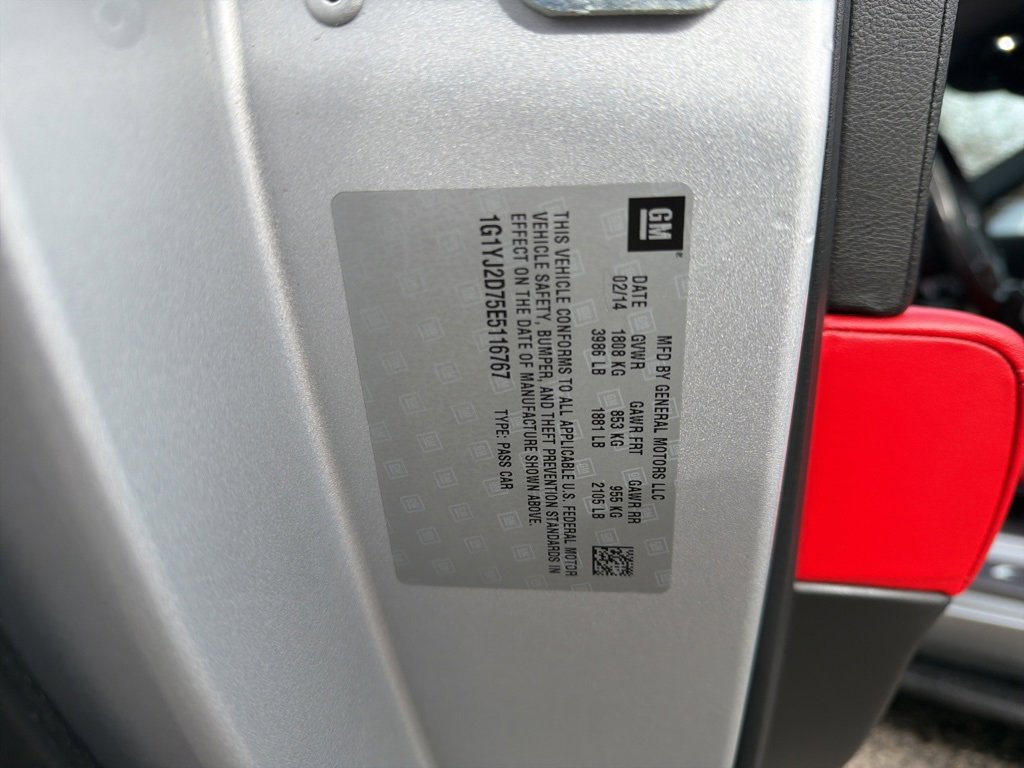 GM
MFD BY GENERAL MOTORS LLC
DATE GVWR GAWR FRT GAWR RR
02/14 1808 KG 853 KG 955 KG
3986 LB 1881 LB 2105 LB
THIS VEHICLE CONFORMS TO ALL APPLICABLE U.S. FEDERAL MOTOR
VEHICLE SAFETY, BUMPER, AND THEFT PREVENTION STANDARDS IN
EFFECT ON THE DATE OF MANUFACTURE SHOWN ABOVE.
1G1YJ2D75E5116767 TYPE: PASS CAR